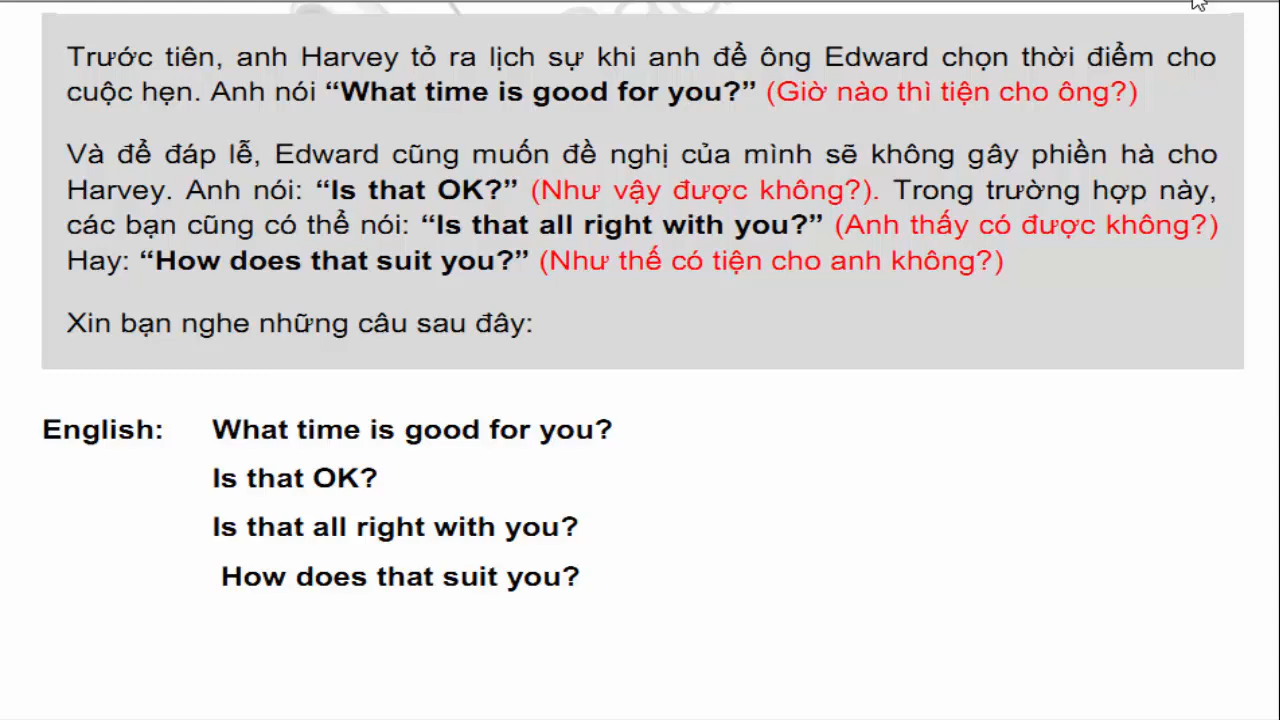 Trước tiên, anh Harvey tỏ ra lịch sự khi anh để ông Edward chọn thời điểm cho
cuộc hẹn. Anh nói “What time is good for you?” (Giờ nào thì tiện cho ông?)
Và để đáp lễ, Edward cũng muốn đề nghị của mình sẽ không gây phiền hà cho
Harvey. Anh nói: “Is that OK?” (Như vậy được không?). Trong trường hợp này,
các bạn cũng có thể nói: “Is that all right with you?” (Anh thấy có được không?)
Hay: “How does that suit you?” (Như thế có tiện cho anh không?)
Xin bạn nghe những câu sau đây:
English: What time is good for you?
Is that OK?
Is that all right with you?
How does that suit you?